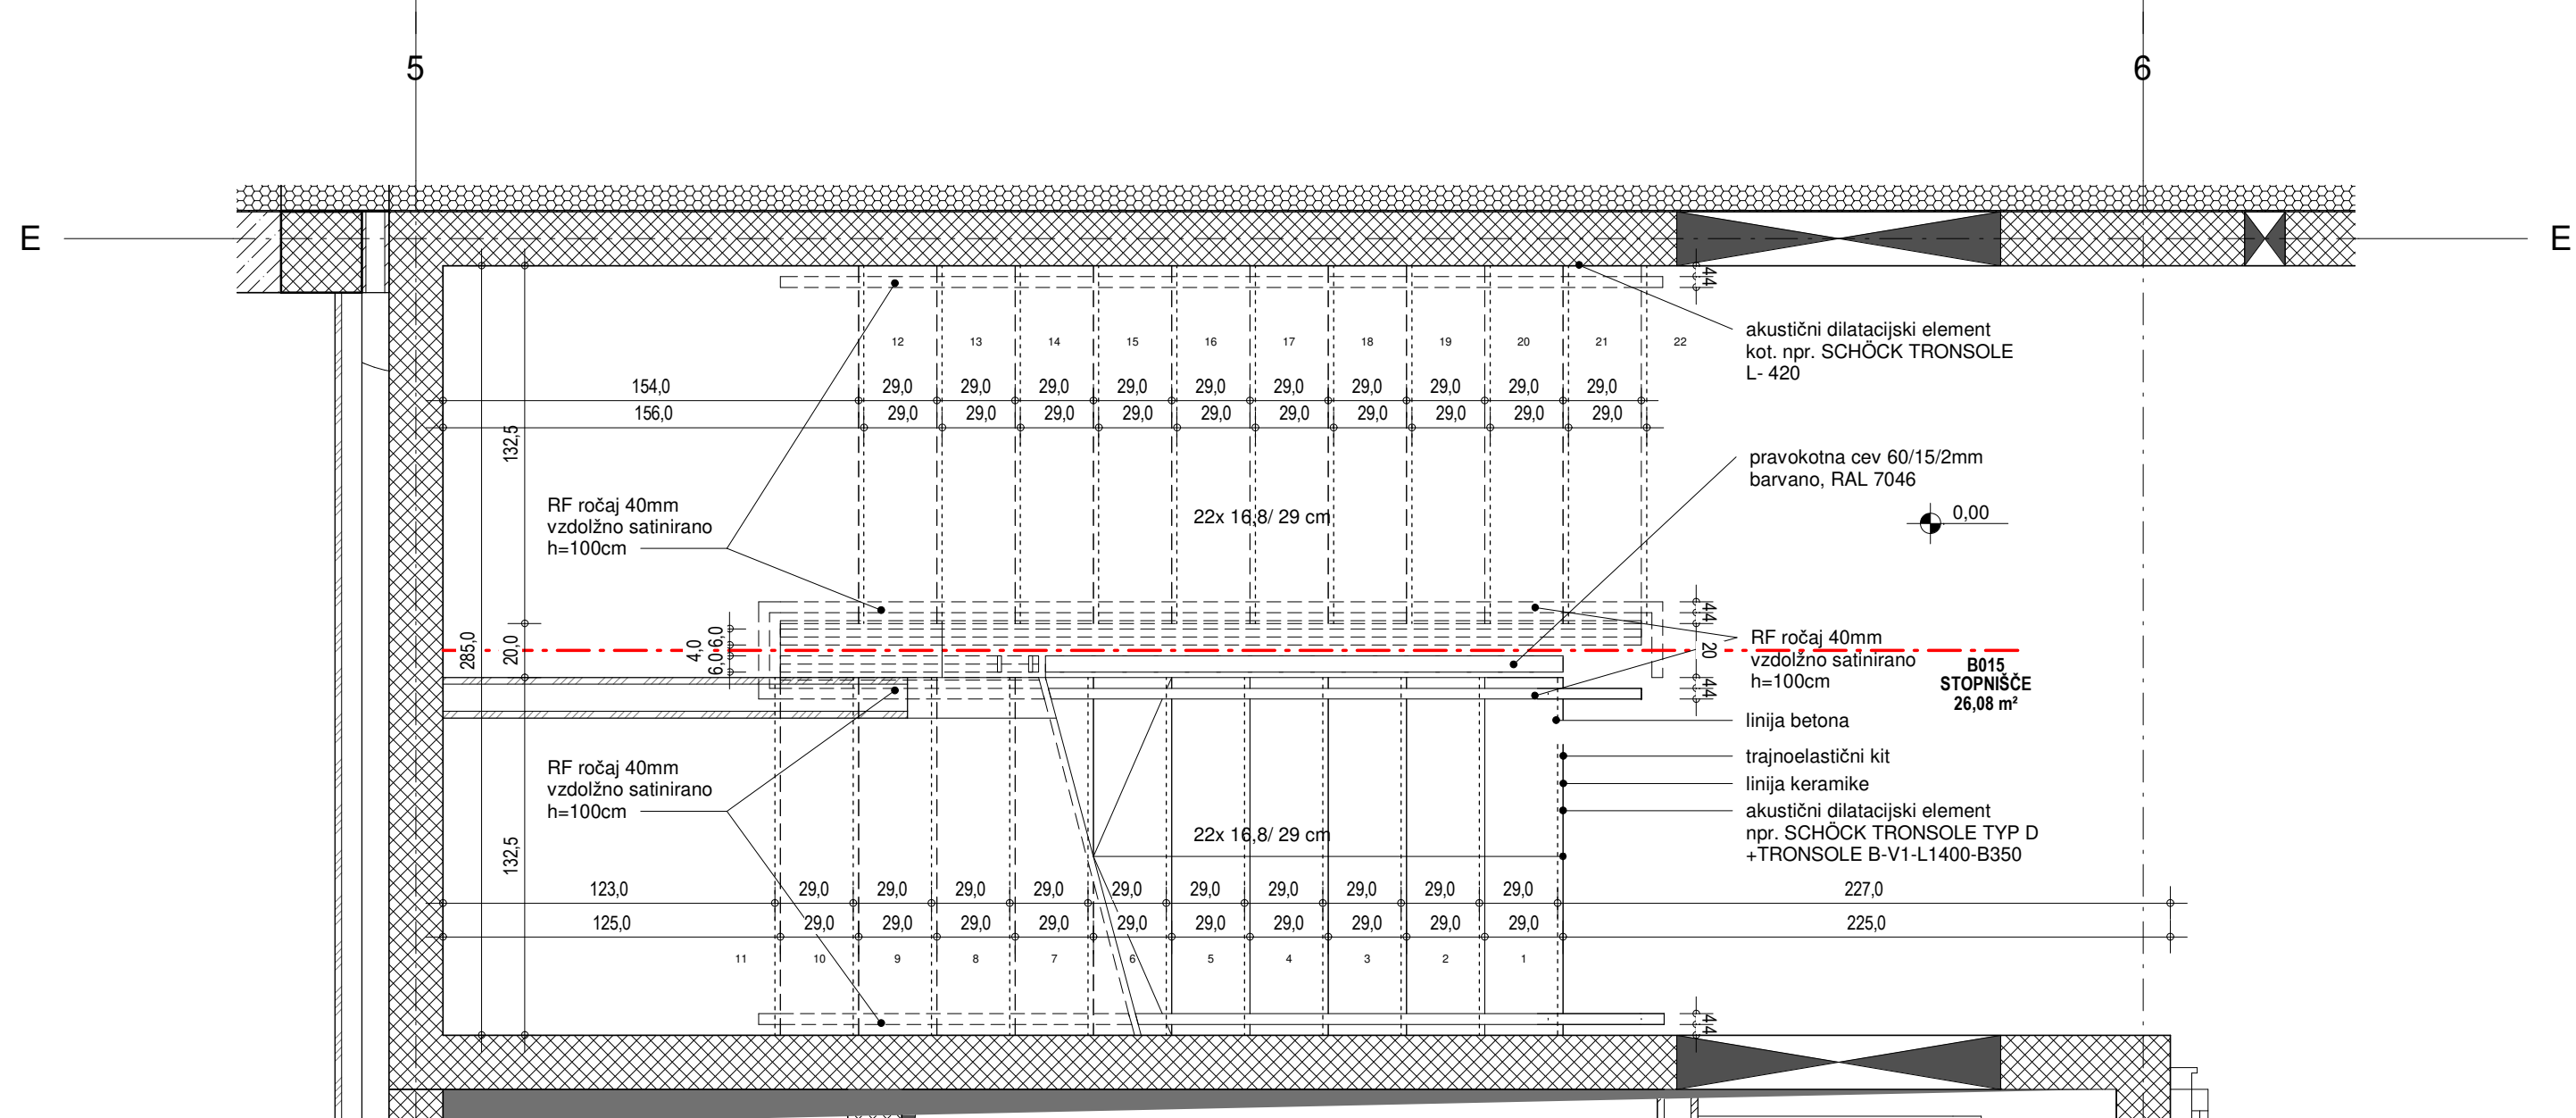 5
6
E
E
44
akustični dilatacijski element
kot. npr. SCHÖCK TRONSOLE
L- 420
12 13 14 15 16 17 18 19 20 21 22
154,0 29,0 29,0 29,0 29,0 29,0 29,0 29,0 29,0 29,0 29,0
156,0 29,0 29,0 29,0 29,0 29,0 29,0 29,0 29,0 29,0 29,0
132,5
pravokotna cev 60/15/2mm
barvano, RAL 7046
RF ročaj 40mm
vzdolžno satinirano
h=100cm
22x 16,8/ 29 cm
0,00
285,0
20,0
4,0
6,06,0
6,0
44
20
44
RF ročaj 40mm
vzdolžno satinirano
h=100cm
B015
STOPNIŠČE
26,08 m²
linija betona
trajnoelastični kit
linija keramike
akustični dilatacijski element
npr. SCHÖCK TRONSOLE TYP D
+TRONSOLE B-V1-L1400-B350
RF ročaj 40mm
vzdolžno satinirano
h=100cm
22x 16,8/ 29 cm
132,5
123,0 29,0 29,0 29,0 29,0 29,0 29,0 29,0 29,0 29,0 29,0 227,0
125,0 29,0 29,0 29,0 29,0 29,0 29,0 29,0 29,0 29,0 29,0 225,0
11 10 9 8 7 6 5 4 3 2 1
44